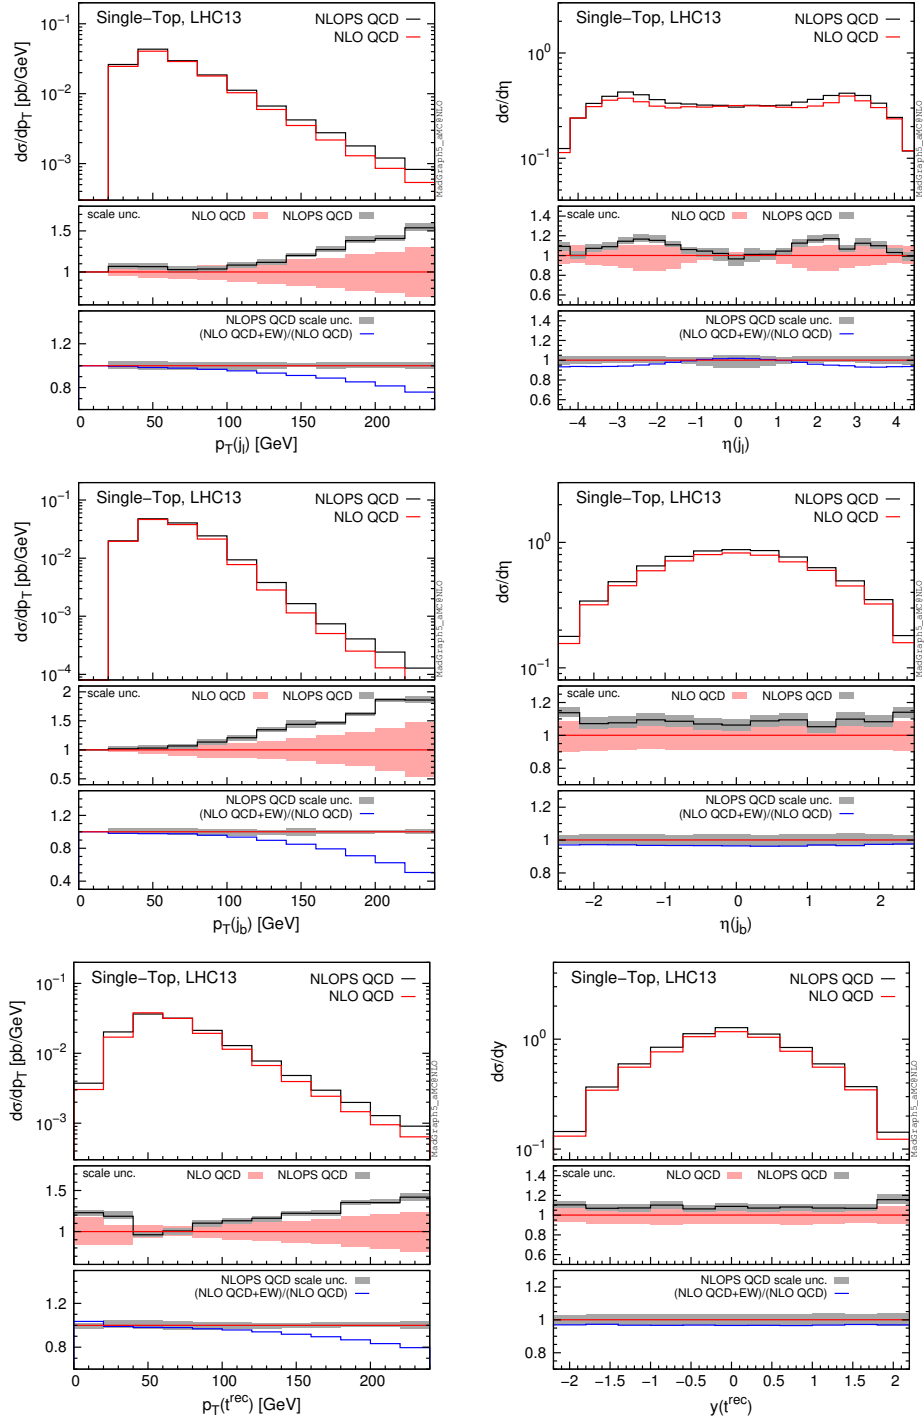 Single−Top, LHC13
NLOPS QCD
NLO QCD
dσ/dp_T [pb/GeV]
10⁻¹
10⁻²
10⁻³
MadGraph5_aMC@NLO
scale unc.
NLO QCD
NLOPS QCD
1.5
1
NLOPS QCD scale unc.
(NLO QCD+EW)/(NLO QCD)
1.2
1.0
0.8
0 50 100 150 200
p_T(j_l) [GeV]
Single−Top, LHC13
NLOPS QCD
NLO QCD
dσ/dη
10⁰
10⁻¹
MadGraph5_aMC@NLO
scale unc.
NLO QCD
NLOPS QCD
1.4
1.2
1
0.8
0.6
NLOPS QCD scale unc.
(NLO QCD+EW)/(NLO QCD)
1.4
1.2
1
0.8
0.6
−4 −3 −2 −1 0 1 2 3 4
η(j_l)
Single−Top, LHC13
NLOPS QCD
NLO QCD
dσ/dp_T [pb/GeV]
10⁻¹
10⁻²
10⁻³
10⁻⁴
MadGraph5_aMC@NLO
scale unc.
NLO QCD
NLOPS QCD
2
1.5
1
0.5
NLOPS QCD scale unc.
(NLO QCD+EW)/(NLO QCD)
1.2
0.8
0.4
0 50 100 150 200
p_T(j_b) [GeV]
Single−Top, LHC13
NLOPS QCD
NLO QCD
dσ/dη
10⁰
10⁻¹
MadGraph5_aMC@NLO
scale unc.
NLO QCD
NLOPS QCD
1.2
1
0.8
NLOPS QCD scale unc.
(NLO QCD+EW)/(NLO QCD)
1.2
1
0.8
−2 −1 0 1 2
η(j_b)
Single−Top, LHC13
NLOPS QCD
NLO QCD
dσ/dp_T [pb/GeV]
10⁻¹
10⁻²
10⁻³
MadGraph5_aMC@NLO
scale unc.
NLO QCD
NLOPS QCD
1.5
1
NLOPS QCD scale unc.
(NLO QCD+EW)/(NLO QCD)
1.2
1.0
0.8
0 50 100 150 200
p_T(t^rec) [GeV]
Single−Top, LHC13
NLOPS QCD
NLO QCD
dσ/dy
10⁰
10⁻¹
MadGraph5_aMC@NLO
scale unc.
NLO QCD
NLOPS QCD
1.4
1.2
1
0.8
0.6
NLOPS QCD scale unc.
(NLO QCD+EW)/(NLO QCD)
1.2
1
0.8
−2 −1.5 −1 −0.5 0 0.5 1 1.5 2
y(t^rec)